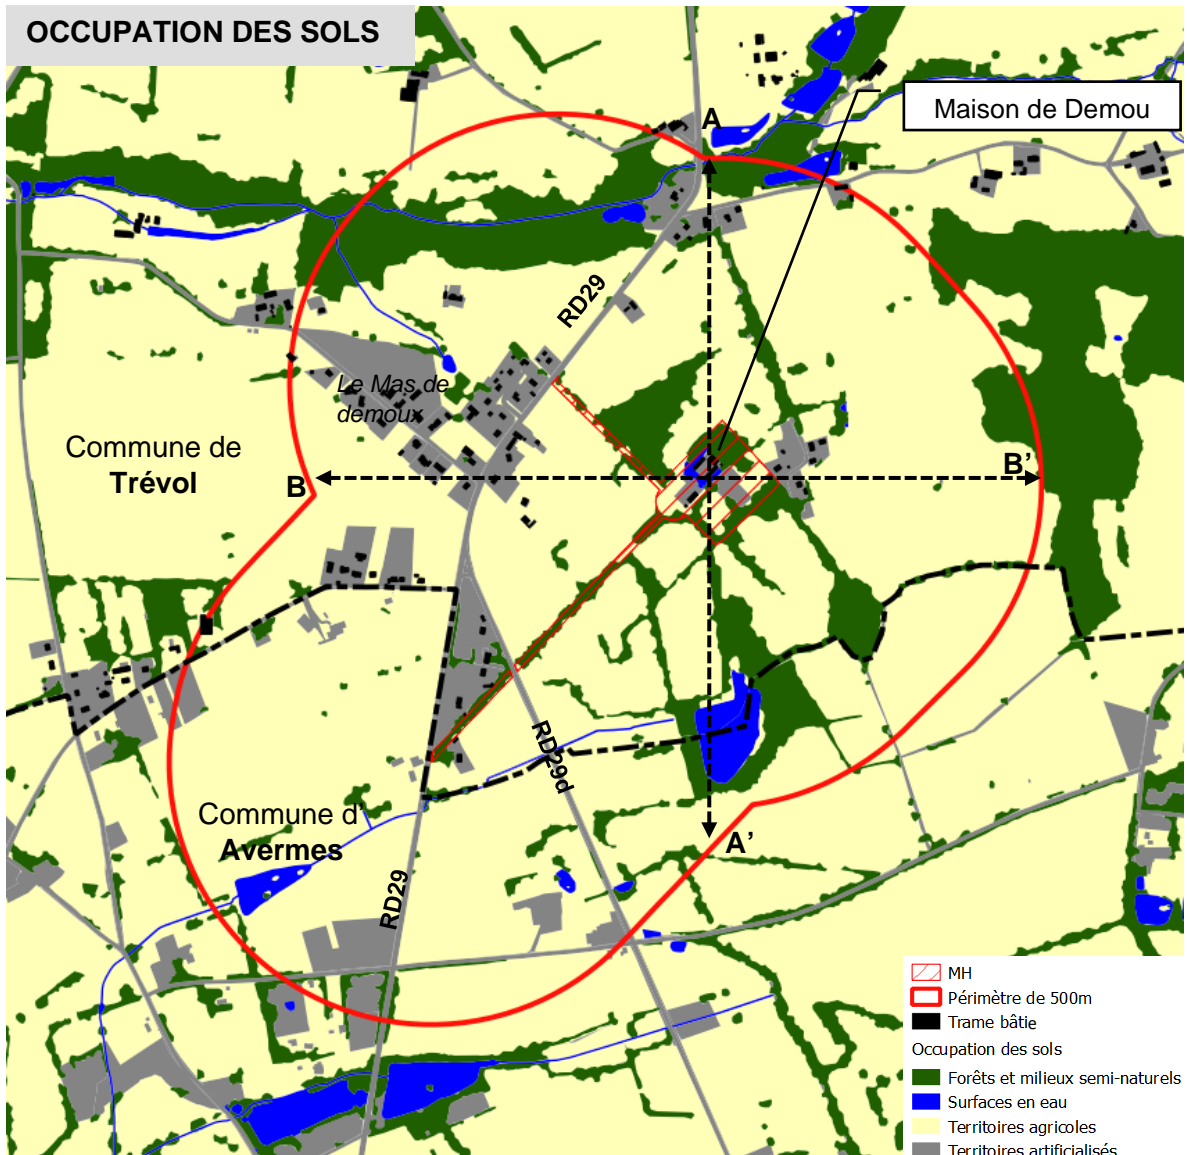 OCCUPATION DES SOLS
Maison de Demou
A
RD29
Le Mas de
demoux
Commune de
Trévol
B
B’
RD29d
Commune d’
Avermes
A’
RD29
MH
Périmètre de 500m
Trame bâtie
Occupation des sols
Forêts et milieux semi-naturels
Surfaces en eau
Territoires agricoles
Territoires artificialisés